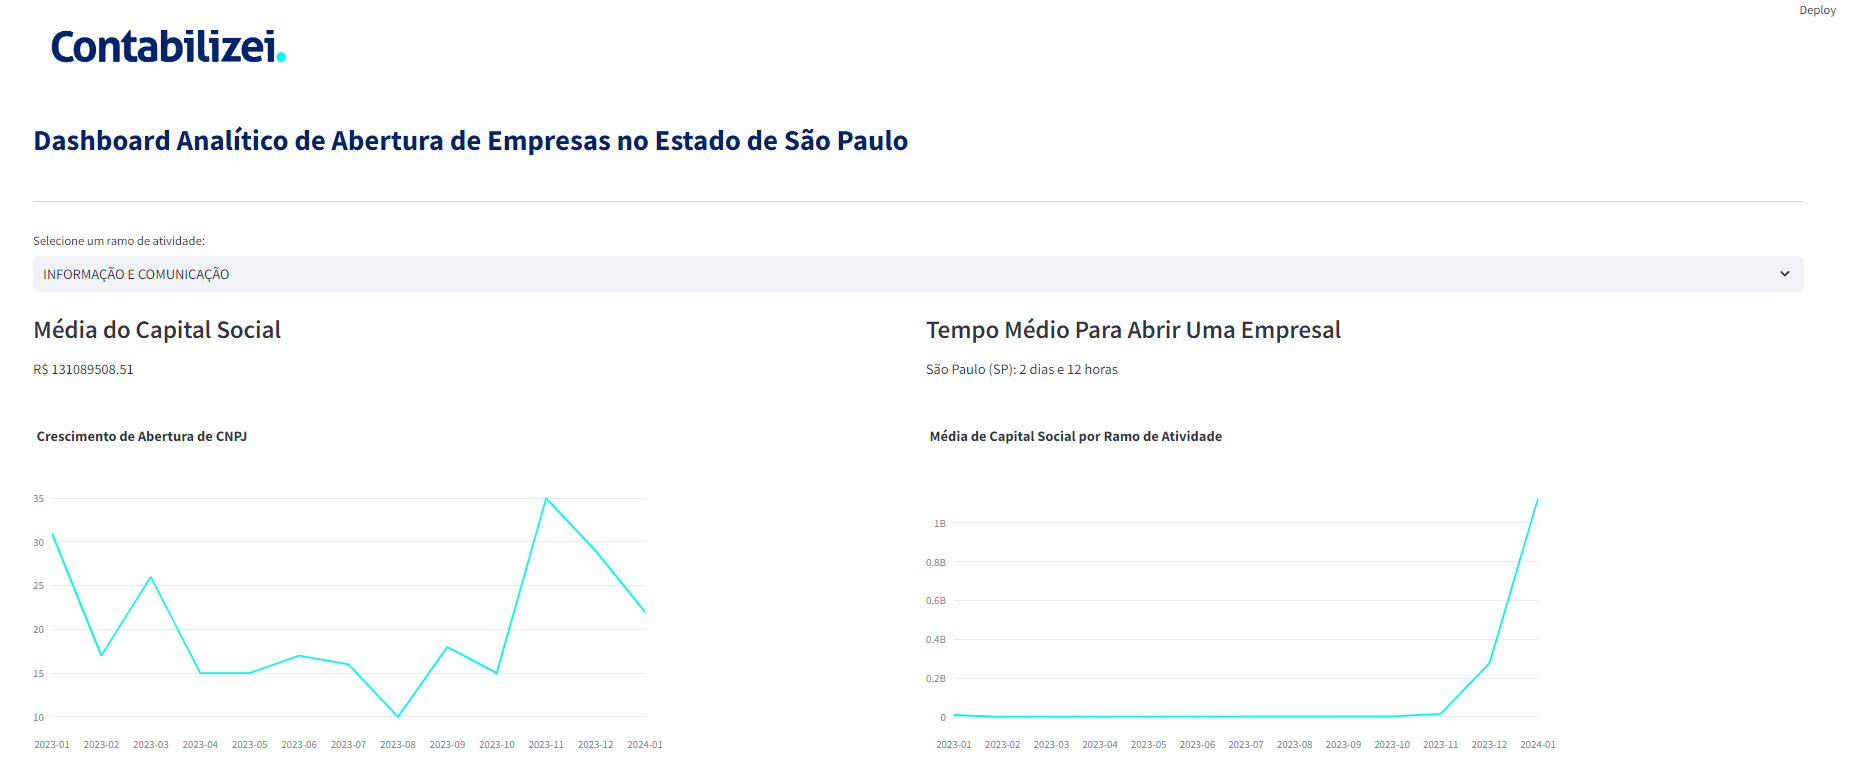 Deploy
Contabilizei.
Dashboard Analítico de Abertura de Empresas no Estado de São Paulo
Selecione um ramo de atividade:
INFORMAÇÃO E COMUNICAÇÃO
Média do Capital Social
R$ 131089508.51
Tempo Médio Para Abrir Uma Empresal
São Paulo (SP): 2 dias e 12 horas
Crescimento de Abertura de CNPJ
35
30
25
20
15
10
2023-01 2023-02 2023-03 2023-04 2023-05 2023-06 2023-07 2023-08 2023-09 2023-10 2023-11 2023-12 2024-01
Média de Capital Social por Ramo de Atividade
1B
0.8B
0.6B
0.4B
0.2B
0
2023-01 2023-02 2023-03 2023-04 2023-05 2023-06 2023-07 2023-08 2023-09 2023-10 2023-11 2023-12 2024-01